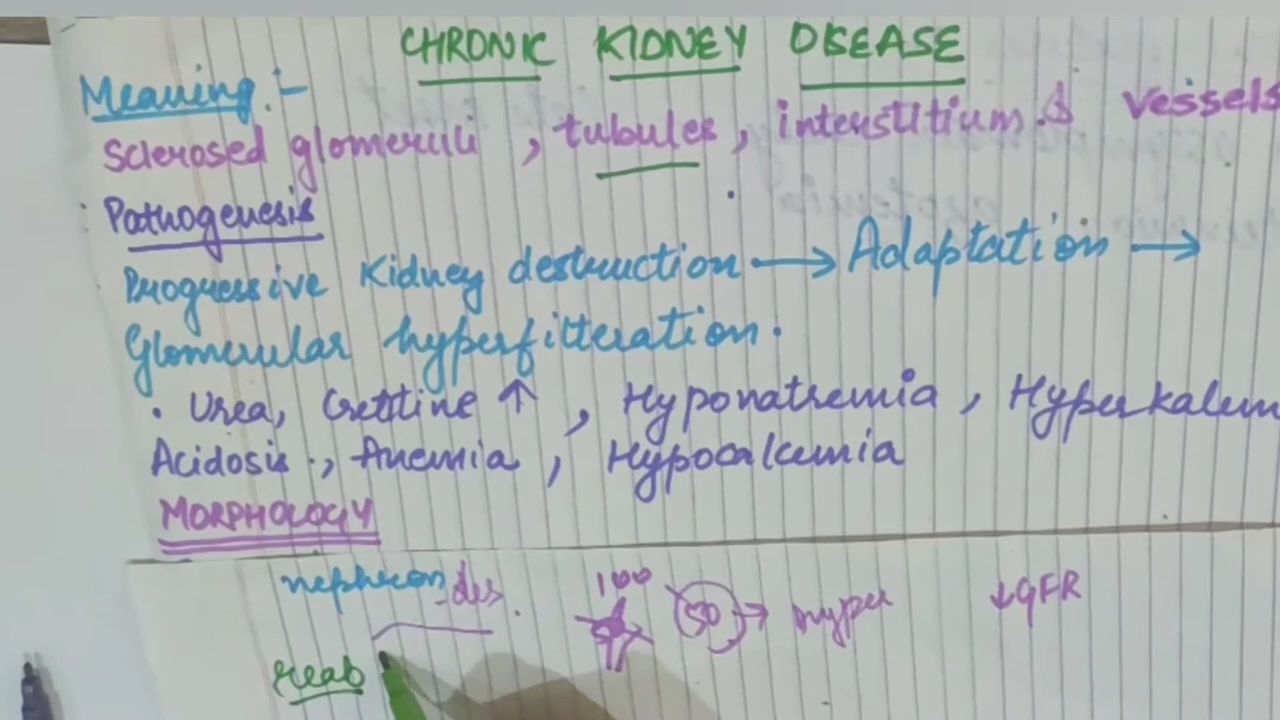 CHRONIC KIDNEY DISEASE
Meaning :-
Sclerosed glomeruli , tubules , interstitium & Vessels
Pathogenesis
Progressive Kidney destruction → Adaptation →
Glomerular hyperfilteration.
• Urea, ↑ , Hyponatremia , Hyperkalem
Acidosis , Anemia , Hypocalcemia
MORPHOLOGY
nephron des. 100 50 → hyper ↓GFR
reab